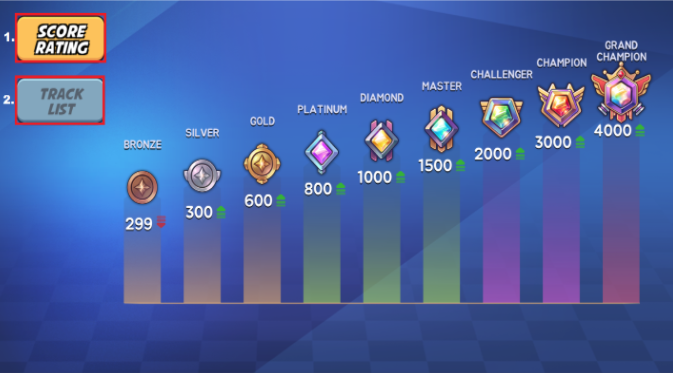 1.
SCORE
RATING
2.
TRACK
LIST
BRONZE
299
SILVER
300
GOLD
600
PLATINUM
800
DIAMOND
1000
MASTER
1500
CHALLENGER
2000
CHAMPION
3000
GRAND
CHAMPION
4000